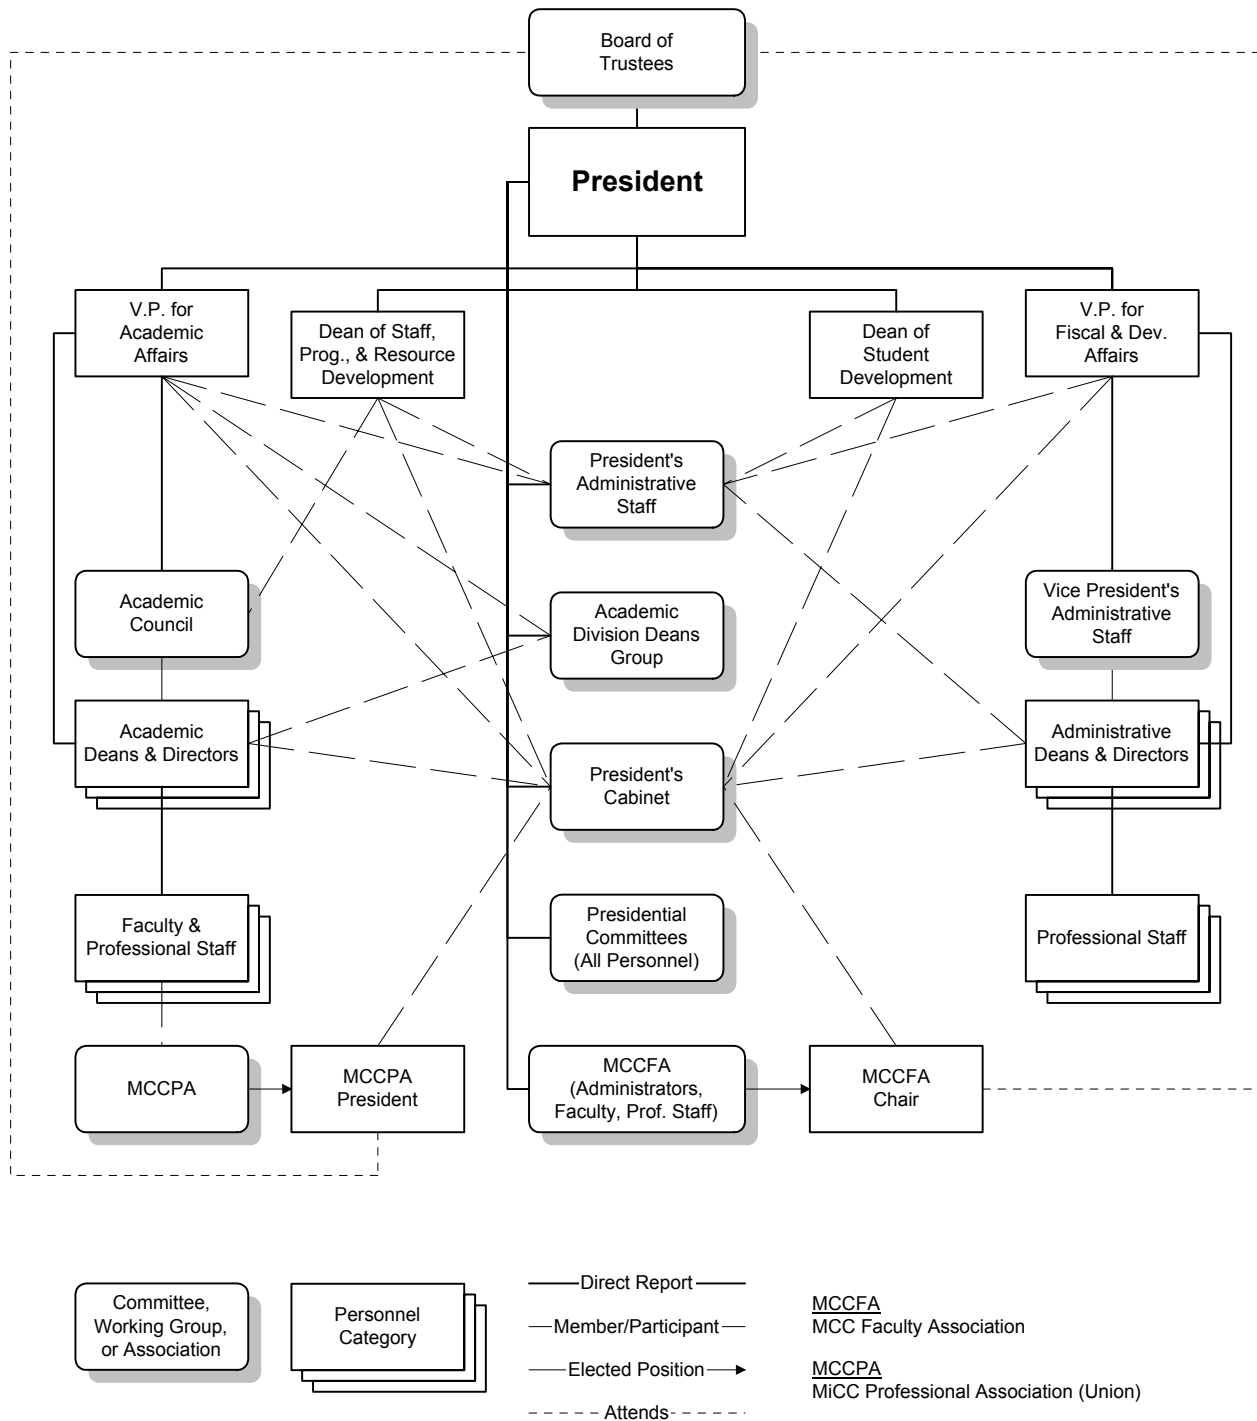 Board of
Trustees
President
V.P. for
Academic
Affairs
Dean of Staff,
Prog., & Resource
Development
Dean of
Student
Development
V.P. for
Fiscal & Dev.
Affairs
President's
Administrative
Staff
Academic
Council
Academic
Division Deans
Group
Vice President's
Administrative
Staff
Academic
Deans & Directors
President's
Cabinet
Administrative
Deans & Directors
Faculty &
Professional Staff
Presidential
Committees
(All Personnel)
Professional Staff
MCCPA
MCCPA
President
MCCFA
(Administrators,
Faculty, Prof. Staff)
MCCFA
Chair
Committee,
Working Group,
or Association
Personnel
Category
Direct Report
Member/Participant
Elected Position
Attends
MCCFA
MCC Faculty Association
MCCPA
MiCC Professional Association (Union)